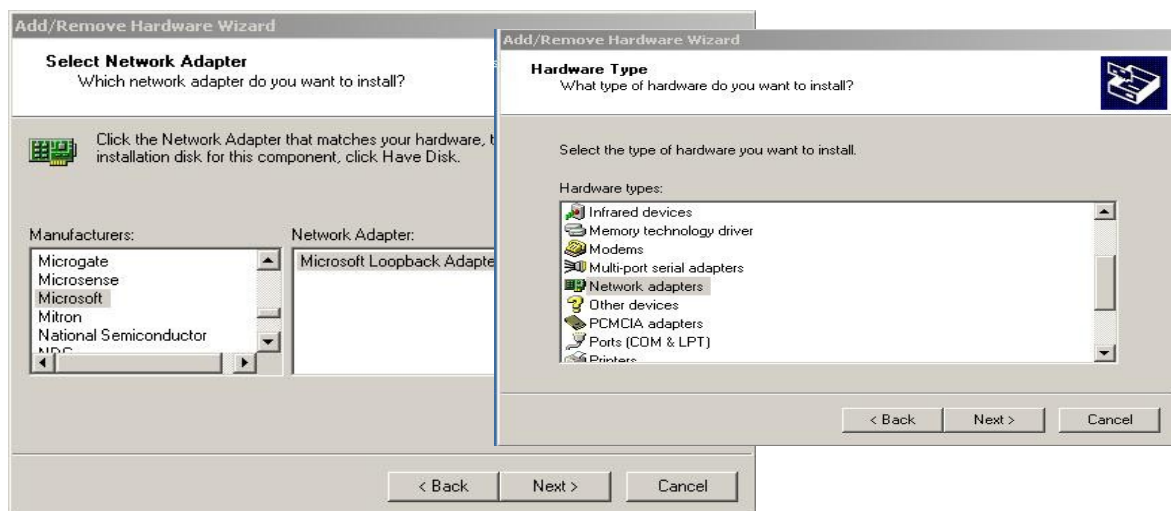 Add/Remove Hardware Wizard
Select Network Adapter
Which network adapter do you want to install?
Click the Network Adapter that matches your hardware,
installation disk for this component, click Have Disk.
Manufacturers:
Microgate
Microsense
Microsoft
Mitron
National Semiconductor
Network Adapter:
Microsoft Loopback Adapte
< Back
Next >
Cancel
Add/Remove Hardware Wizard
Hardware Type
What type of hardware do you want to install?
Select the type of hardware you want to install.
Hardware types:
Infrared devices
Memory technology driver
Modems
Multi-port serial adapters
Network adapters
Other devices
PCMCIA adapters
Ports (COM & LPT)
Printers
< Back
Next >
Cancel